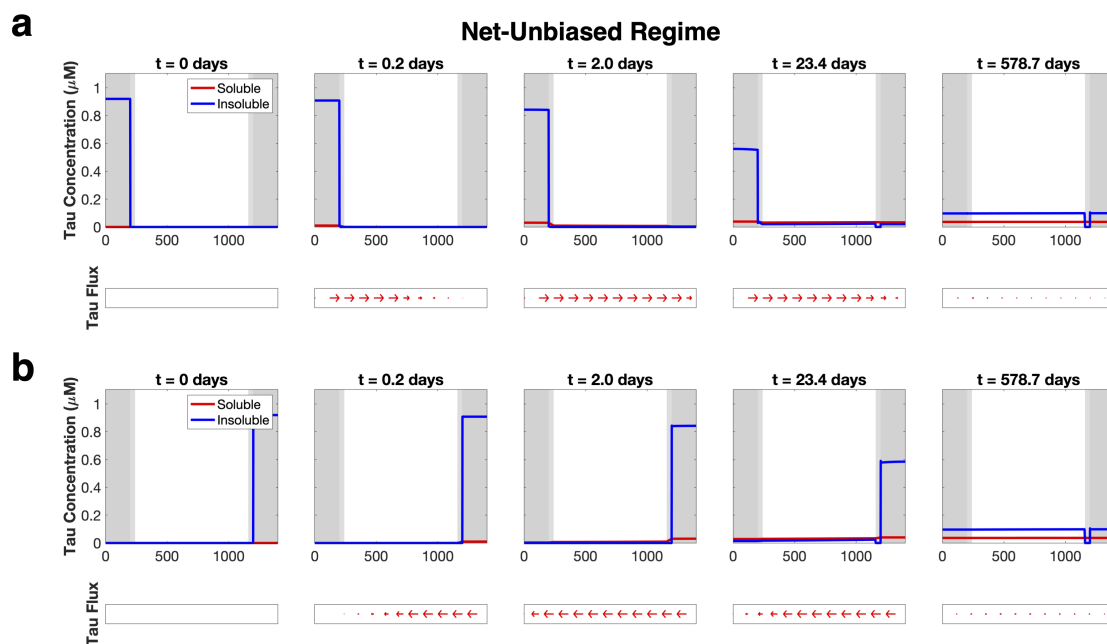 a
Net-Unbiased Regime
t = 0 days
t = 0.2 days
t = 2.0 days
t = 23.4 days
t = 578.7 days
Tau Concentration (μM)
1
0.8
0.6
0.4
0.2
0
Soluble
Insoluble
0 500 1000
0 500 1000
0 500 1000
0 500 1000
0 500 1000
Tau Flux
b
t = 0 days
t = 0.2 days
t = 2.0 days
t = 23.4 days
t = 578.7 days
Tau Concentration (μM)
1
0.8
0.6
0.4
0.2
0
Soluble
Insoluble
0 500 1000
0 500 1000
0 500 1000
0 500 1000
0 500 1000
Tau Flux